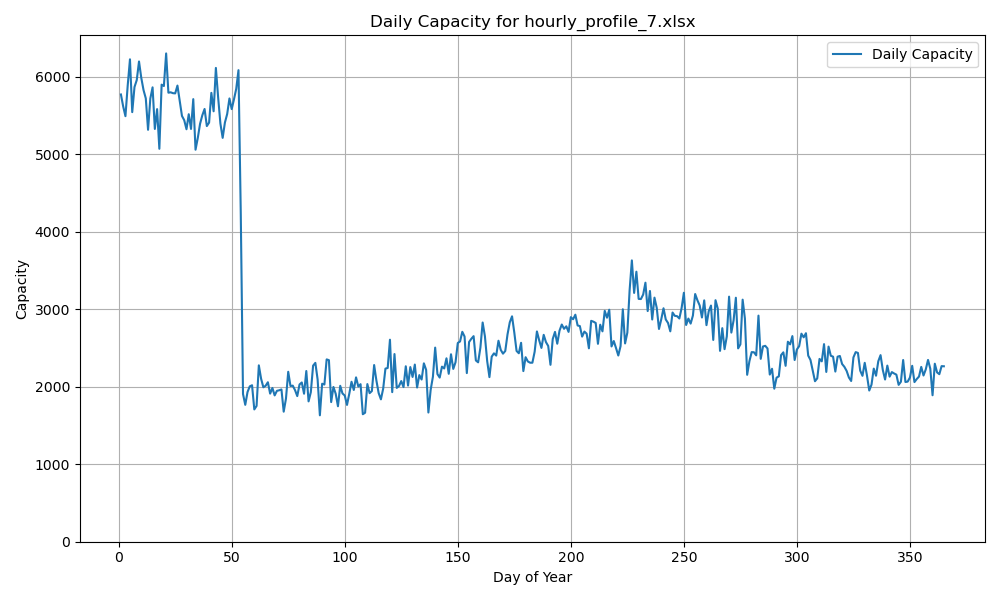 Daily Capacity for hourly_profile_7.xlsx
Daily Capacity
Capacity
6000
5000
4000
3000
2000
1000
0
0 50 100 150 200 250 300 350
Day of Year